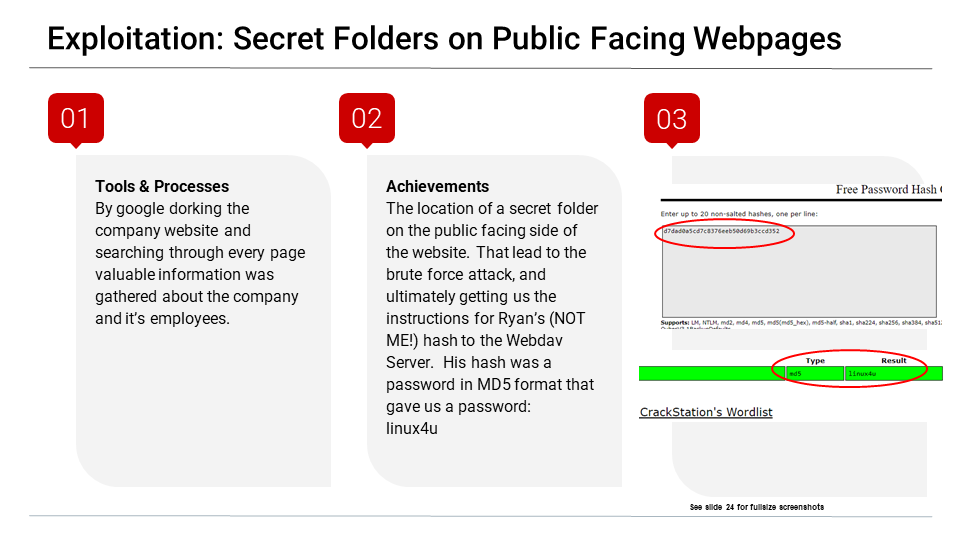 Exploitation: Secret Folders on Public Facing Webpages
01
Tools & Processes
By google dorking the
company website and
searching through every page
valuable information was
gathered about the company
and it's employees.
02
Achievements
The location of a secret folder
on the public facing side of
the website. That lead to the
brute force attack, and
ultimately getting us the
instructions for Ryan's (NOT
ME!) hash to the Webdav
Server. His hash was a
password in MD5 format that
gave us a password:
linux4u
03
Free Password Hash
Enter up to 20 non-salted hashes, one per line:
d7dad0a5cd7c8376eeb50d69b3ccd352
Supports: LM, NTLM, md2, md4, md5, md5(md5_hex), md5-half, sha1, sha224, sha256, sha384, sha512
Type Result
md5 linux4u
CrackStation's Wordlist
See slide 24 for fullsize screenshots